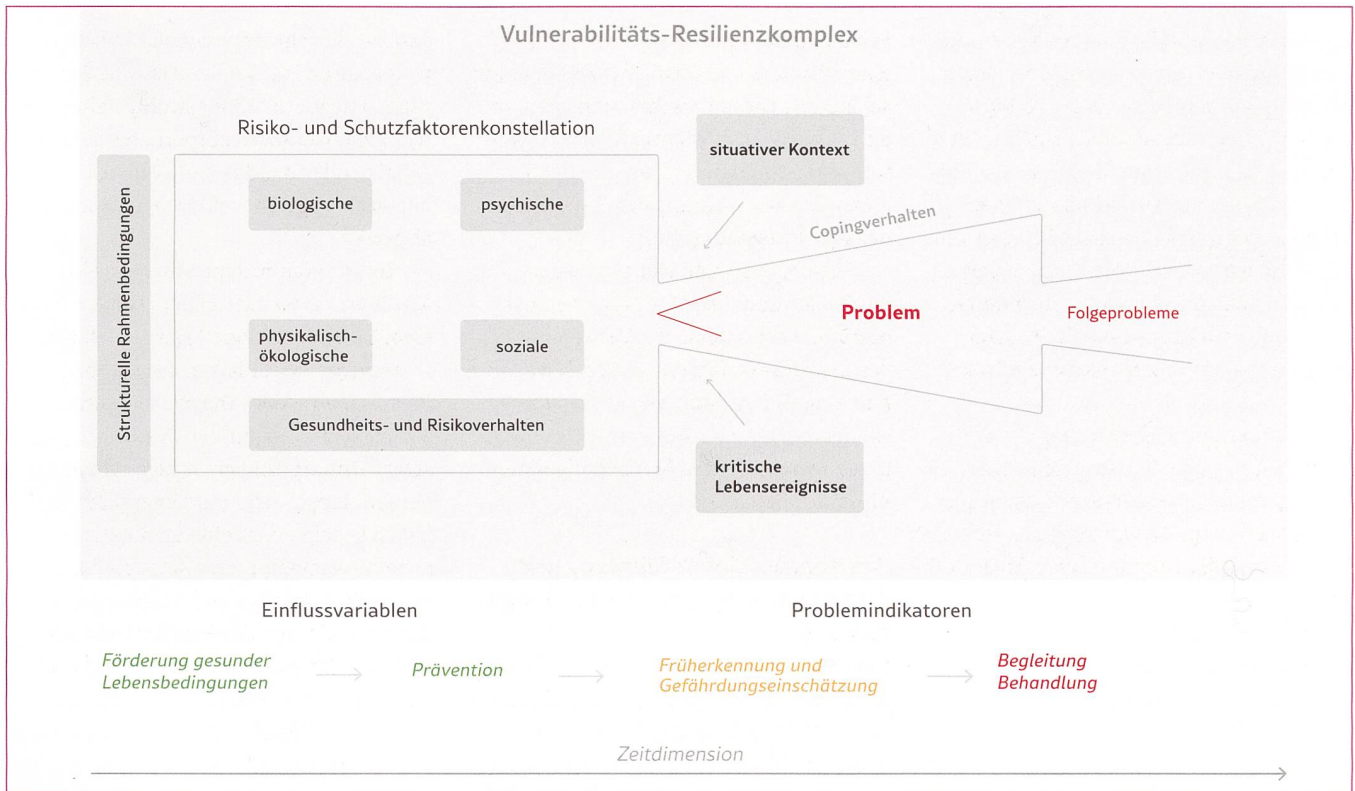 Vulnerabilitäts-Resilienzkomplex
Risiko- und Schutzfaktorenkonstellation
Strukturelle Rahmenbedingungen
biologische
psychische
physikalisch-
ökologische
soziale
Gesundheits- und Risikoverhalten
situativer Kontext
Copingverhalten
Problem
Folgeprobleme
kritische
Lebensereignisse
Einflussvariablen
Problemindikatoren
Förderung gesunder
Lebensbedingungen
Prävention
Früherkennung und
Gefährdungseinschätzung
Begleitung
Behandlung
Zeitdimension